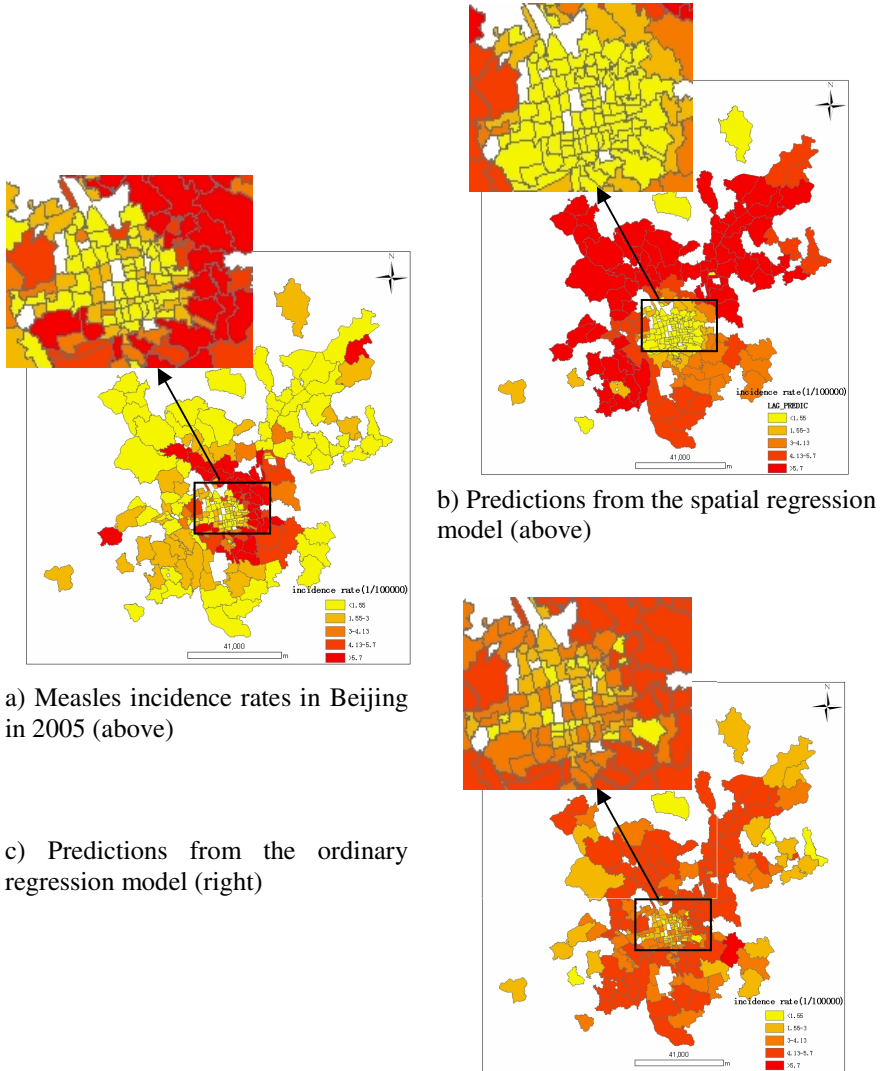 N
incidence rate(1/100000)
<1.55
1.55-3
3-4.13
4.13-5.7
>5.7
41,000
m
a) Measles incidence rates in Beijing
in 2005 (above)
N
incidence rate(1/100000)
LAG_PREDIC
<1.55
1.55-3
3-4.13
4.13-5.7
>5.7
41,000
m
b) Predictions from the spatial regression
model (above)
c) Predictions from the ordinary
regression model (right)
N
incidence rate(1/100000)
<1.55
1.55-3
3-4.13
4.13-5.7
>5.7
41,000
m